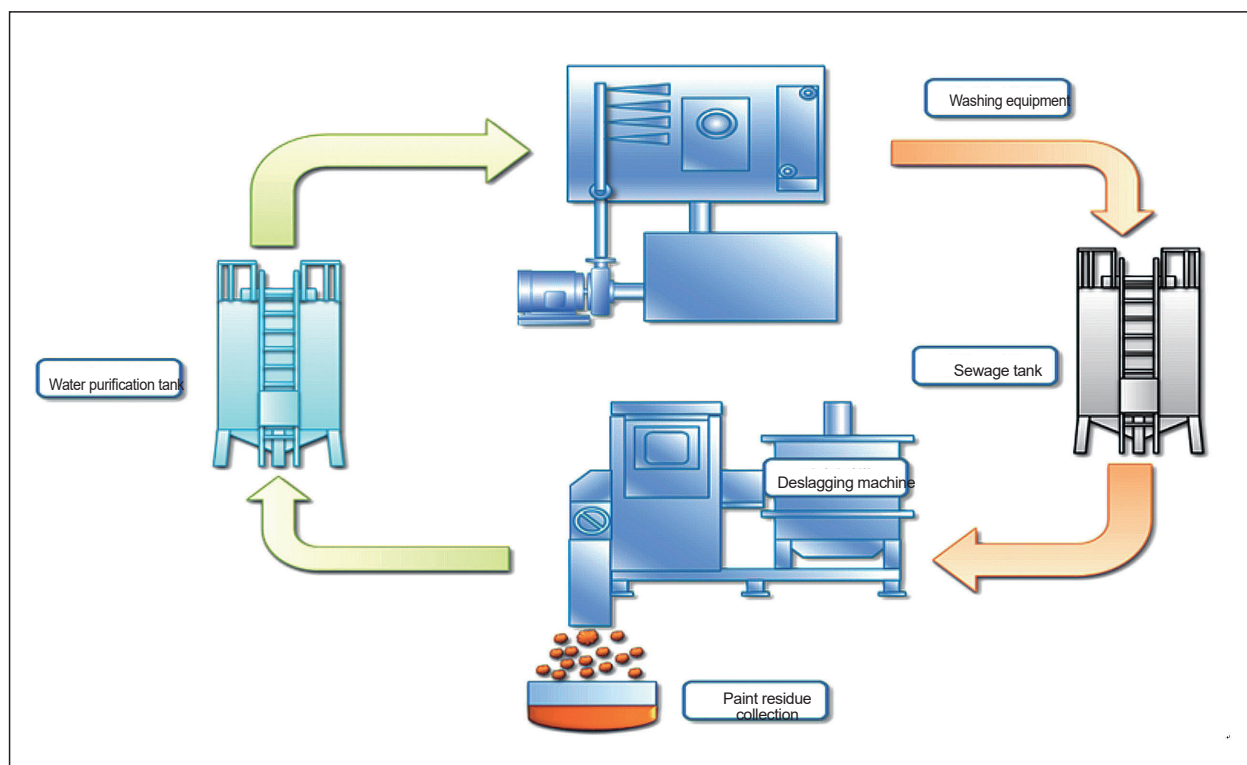 Washing equipment
Water purification tank
Sewage tank
Deslagging machine
Paint residue
collection